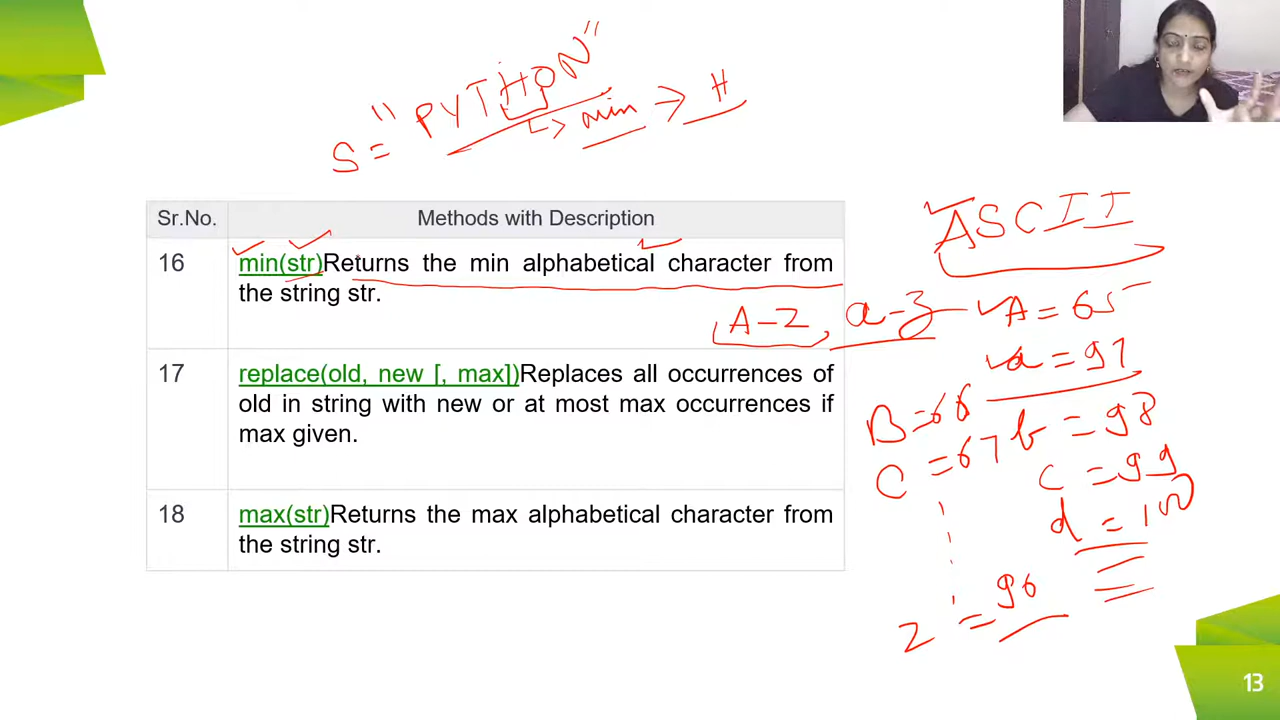 S = "PYTHON"
min → H
Sr.No. Methods with Description
16 min(str)Returns the min alphabetical character from
the string str.
17 replace(old, new [, max])Replaces all occurrences of
old in string with new or at most max occurrences if
max given.
18 max(str)Returns the max alphabetical character from
the string str.
A-Z, a-z
ASCII
A = 65
a = 97
B = 66
b = 98
C = 67
c = 99
d = 100
Z = 96
13